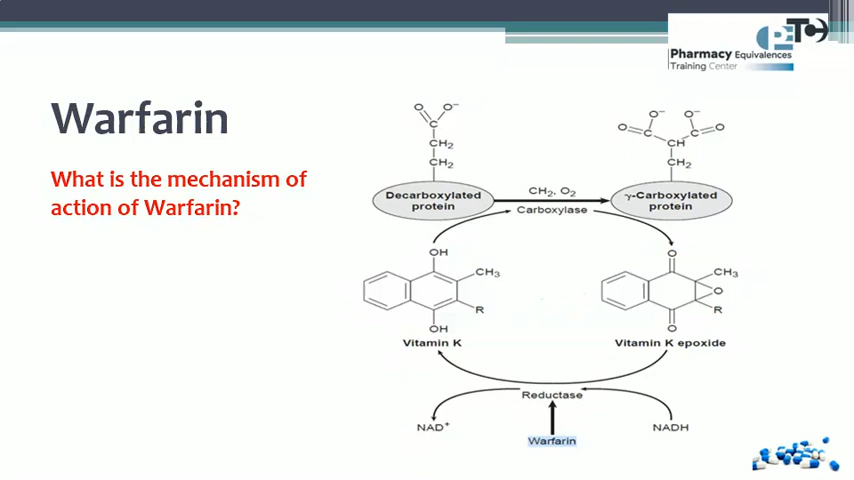 PETC
Pharmacy Equivalences
Training Center
Warfarin
What is the mechanism of
action of Warfarin?
O O⁻
C
CH₂
CH₂
Decarboxylated
protein
CH₂, O₂
Carboxylase
O⁻ O⁻
O C C O
CH
CH₂
γ-Carboxylated
protein
OH
CH₃
R
OH
Vitamin K
O
CH₃
O
R
O
Vitamin K epoxide
Reductase
NAD⁺
NADH
Warfarin